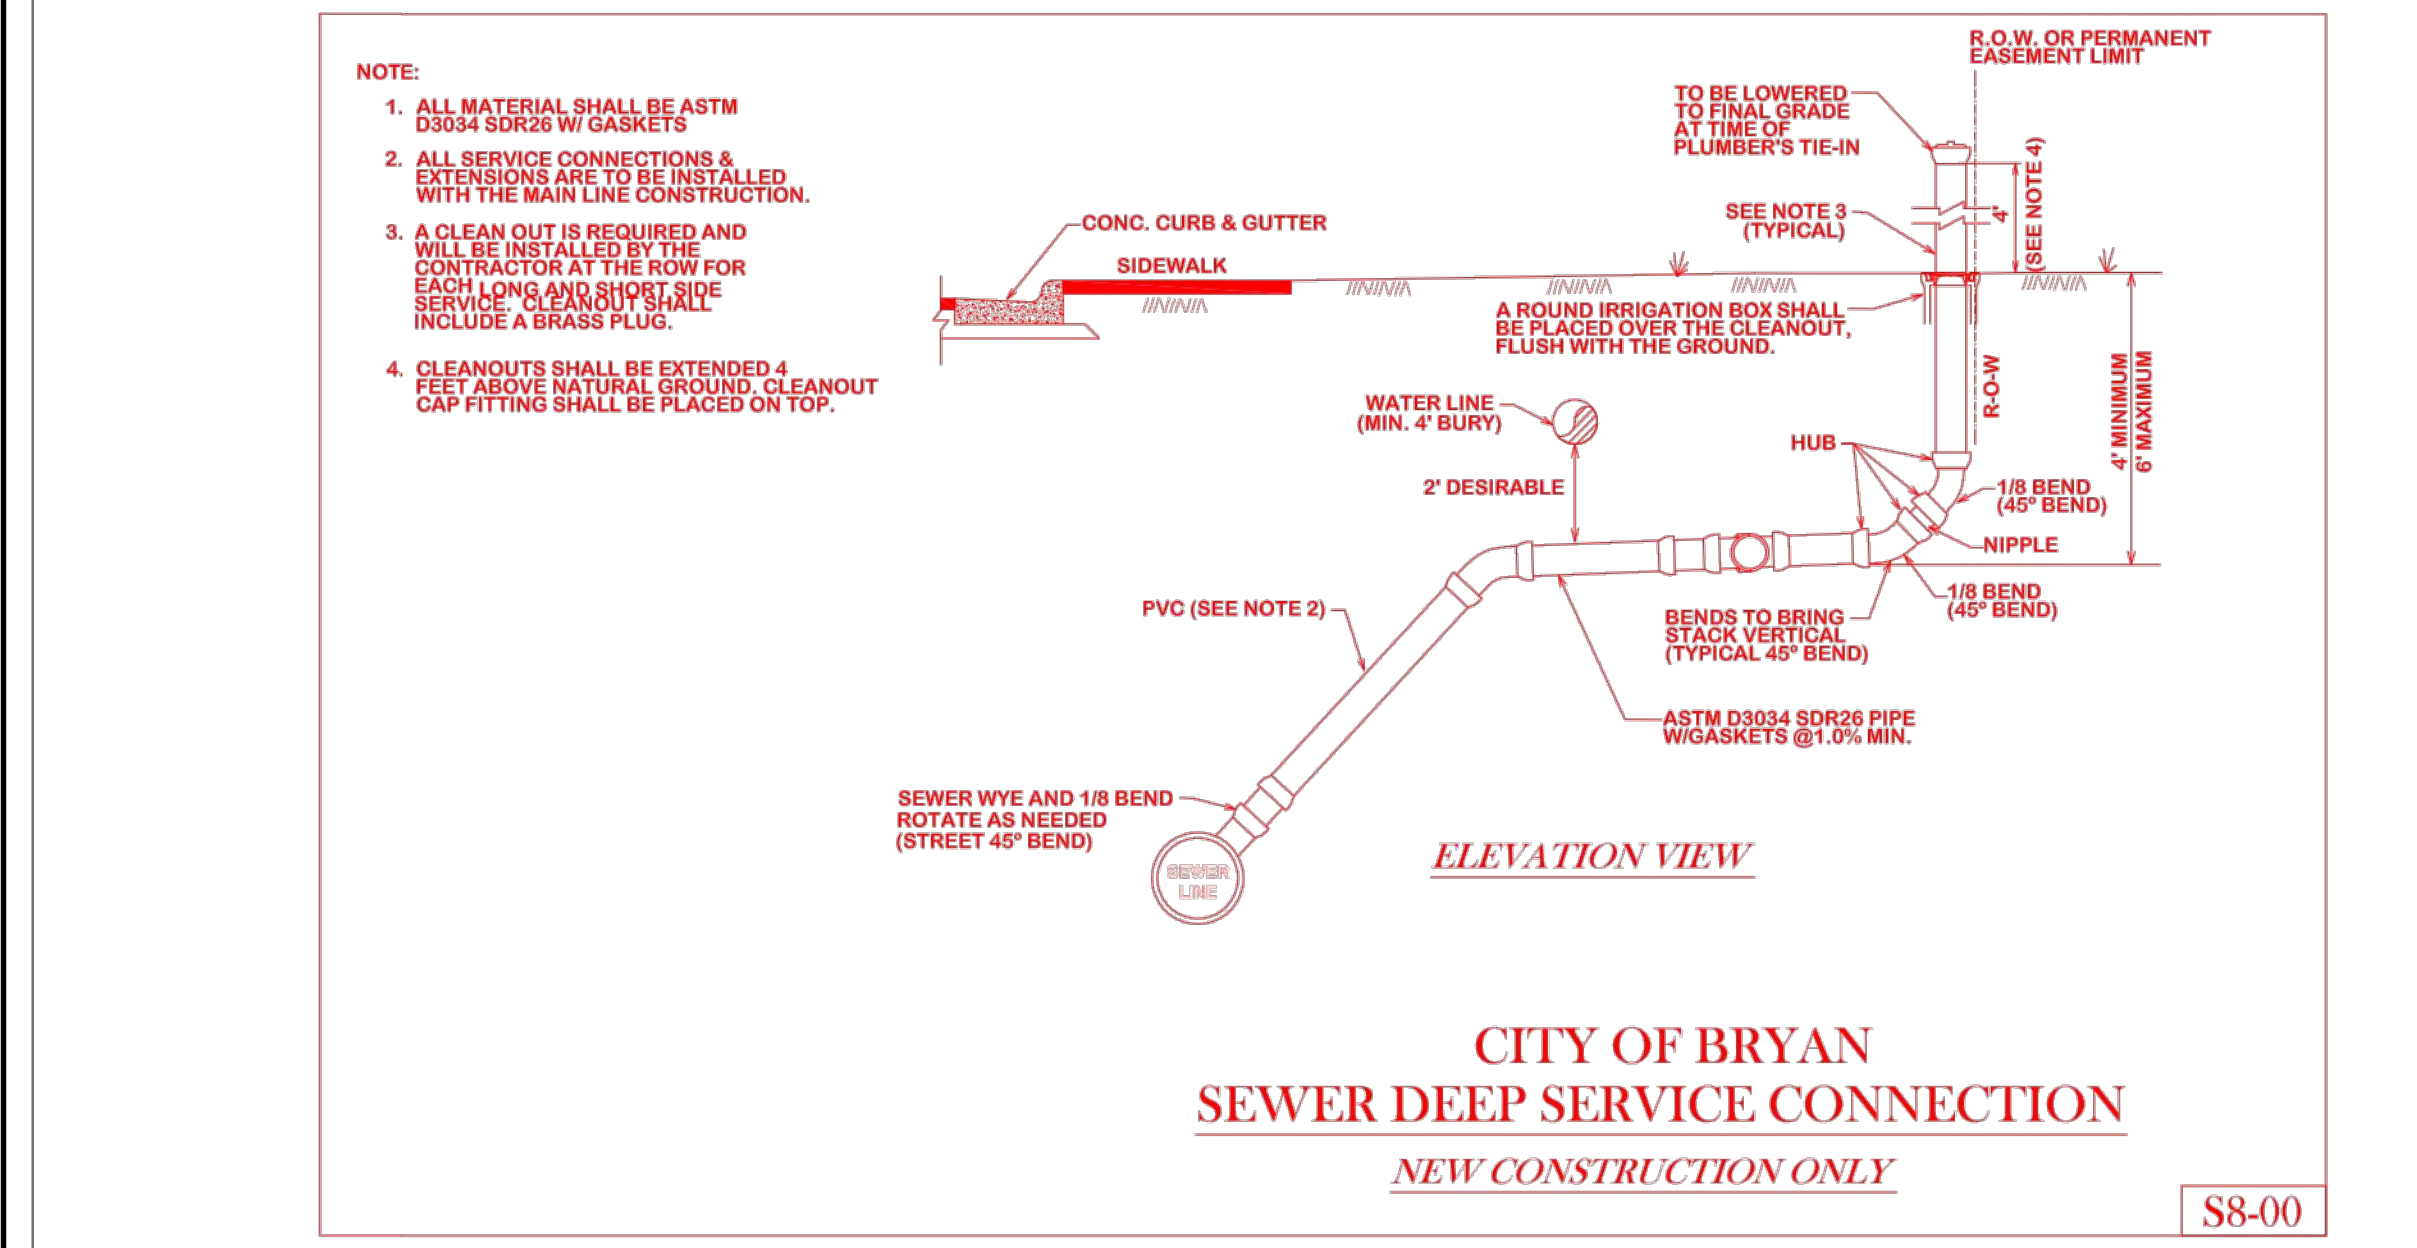 NOTE:
1. ALL MATERIAL SHALL BE ASTM
D3034 SDR26 W/ GASKETS
2. ALL SERVICE CONNECTIONS &
EXTENSIONS ARE TO BE INSTALLED
WITH THE MAIN LINE CONSTRUCTION.
3. A CLEAN OUT IS REQUIRED AND
WILL BE INSTALLED BY THE
CONTRACTOR AT THE ROW FOR
EACH LONG AND SHORT SIDE
SERVICE. CLEANOUT SHALL
INCLUDE A BRASS PLUG.
4. CLEANOUTS SHALL BE EXTENDED 4
FEET ABOVE NATURAL GROUND. CLEANOUT
CAP FITTING SHALL BE PLACED ON TOP.
R.O.W. OR PERMANENT
EASEMENT LIMIT
TO BE LOWERED
TO FINAL GRADE
AT TIME OF
PLUMBER'S TIE-IN
SEE NOTE 3
(TYPICAL)
4'
(SEE NOTE 4)
CONC. CURB & GUTTER
SIDEWALK
A ROUND IRRIGATION BOX SHALL
BE PLACED OVER THE CLEANOUT,
FLUSH WITH THE GROUND.
R-O-W
4' MINIMUM
6' MAXIMUM
WATER LINE
(MIN. 4' BURY)
HUB
2' DESIRABLE
1/8 BEND
(45º BEND)
NIPPLE
1/8 BEND
(45º BEND)
BENDS TO BRING
STACK VERTICAL
(TYPICAL 45º BEND)
PVC (SEE NOTE 2)
ASTM D3034 SDR26 PIPE
W/GASKETS @1.0% MIN.
SEWER WYE AND 1/8 BEND
ROTATE AS NEEDED
(STREET 45º BEND)
SEWER
LINE
ELEVATION VIEW
CITY OF BRYAN
SEWER DEEP SERVICE CONNECTION
NEW CONSTRUCTION ONLY
S8-00